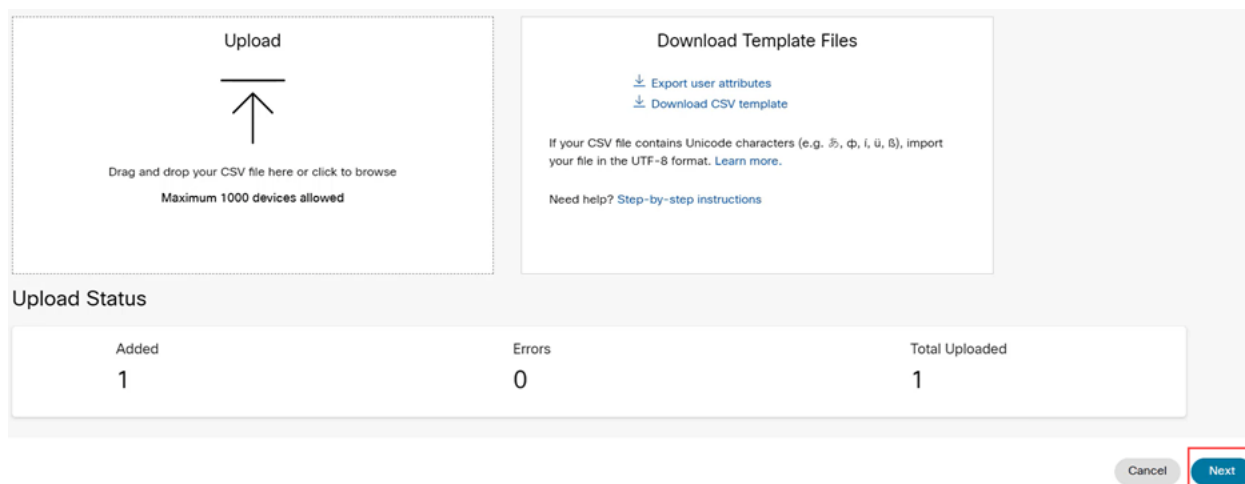 Upload
Drag and drop your CSV file here or click to browse
Maximum 1000 devices allowed
Download Template Files
Export user attributes
Download CSV template
If your CSV file contains Unicode characters (e.g. あ, ф, í, ü, ß), import
your file in the UTF-8 format. Learn more.
Need help? Step-by-step instructions
Upload Status
Added
1
Errors
0
Total Uploaded
1
Cancel
Next